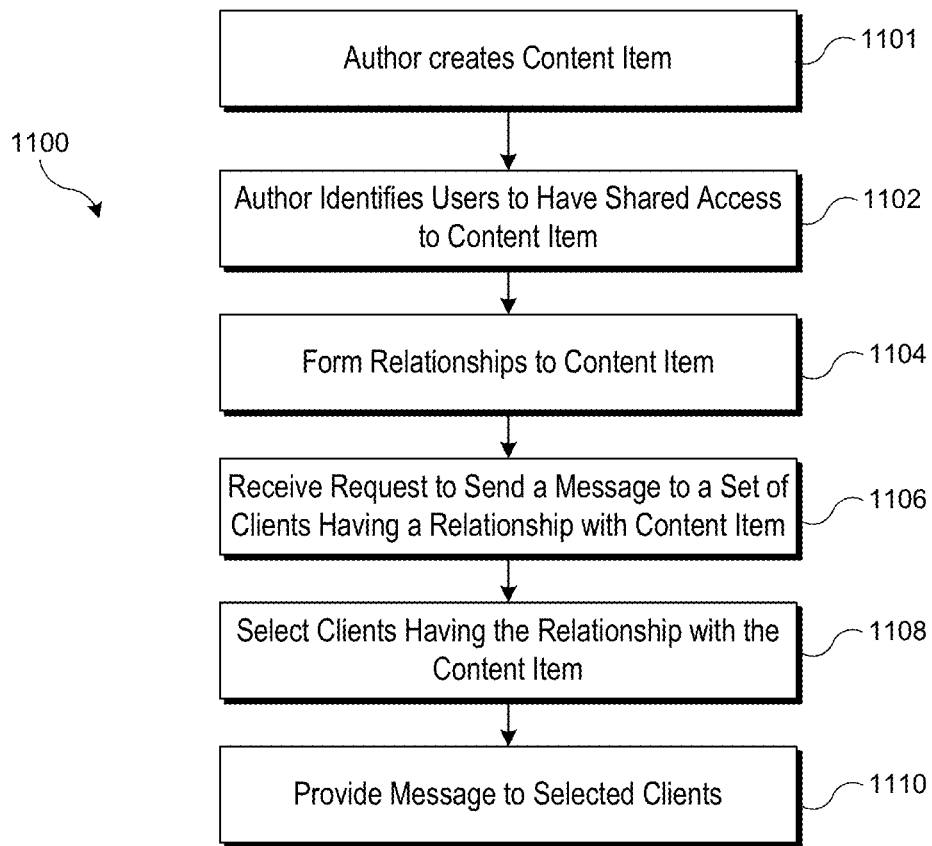 Author creates Content Item
1101
1100
Author Identifies Users to Have Shared Access
to Content Item
1102
Form Relationships to Content Item
1104
Receive Request to Send a Message to a Set of
Clients Having a Relationship with Content Item
1106
Select Clients Having the Relationship with the
Content Item
1108
Provide Message to Selected Clients
1110